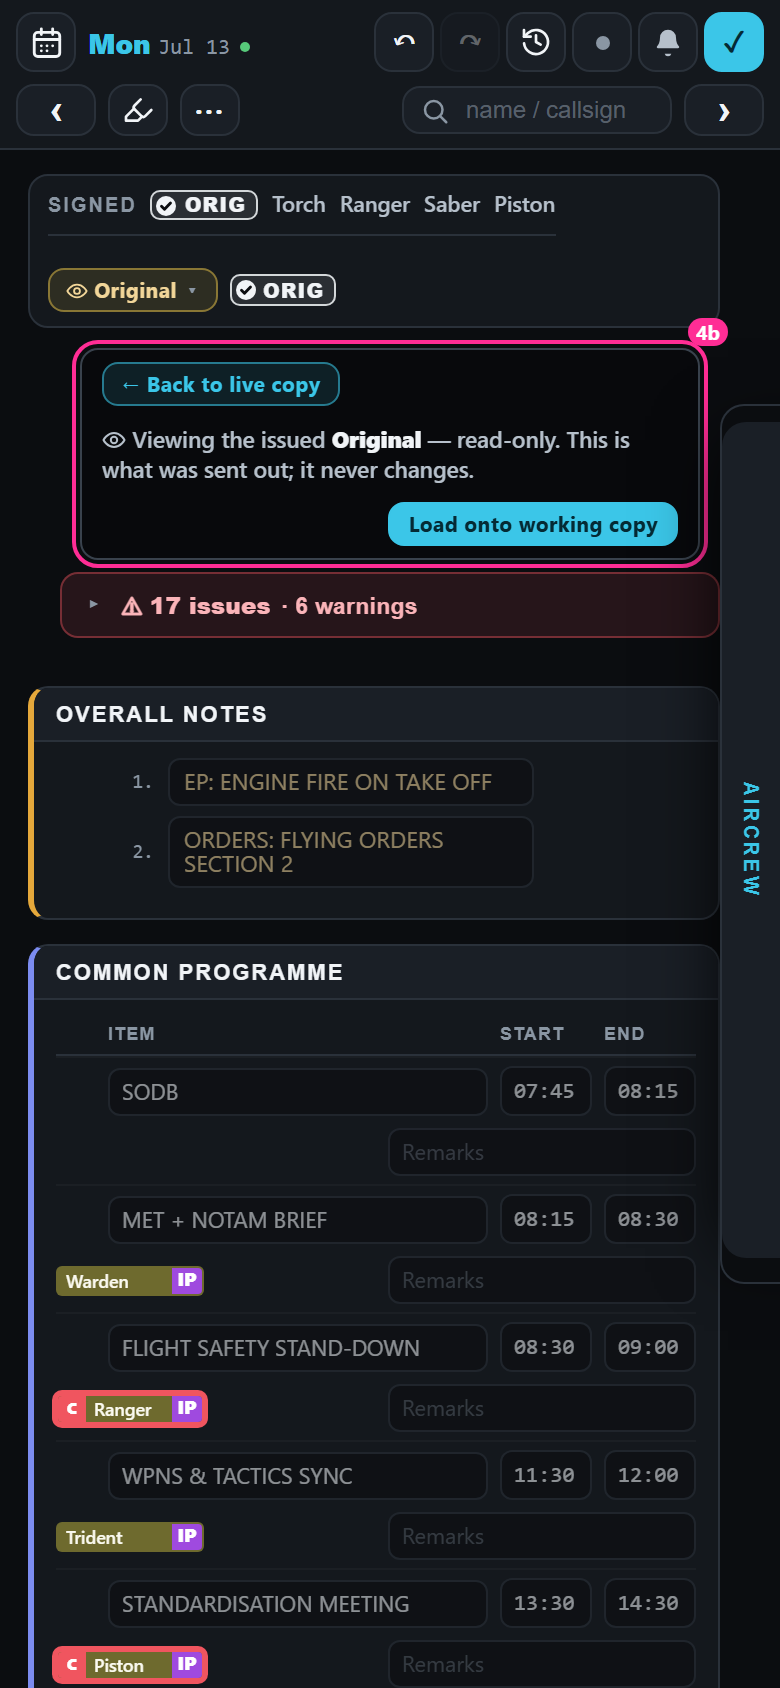 Mon Jul 13
name / callsign
SIGNED ORIG Torch Ranger Saber Piston
Original ORIG
4b
← Back to live copy
Viewing the issued Original — read-only. This is
what was sent out; it never changes.
Load onto working copy
17 issues · 6 warnings
AIRCREW
OVERALL NOTES
1. EP: ENGINE FIRE ON TAKE OFF
2. ORDERS: FLYING ORDERS
SECTION 2
COMMON PROGRAMME
ITEM START END
SODB 07:45 08:15
Remarks
MET + NOTAM BRIEF 08:15 08:30
Warden IP Remarks
FLIGHT SAFETY STAND-DOWN 08:30 09:00
C Ranger IP Remarks
WPNS & TACTICS SYNC 11:30 12:00
Trident IP Remarks
STANDARDISATION MEETING 13:30 14:30
C Piston IP Remarks